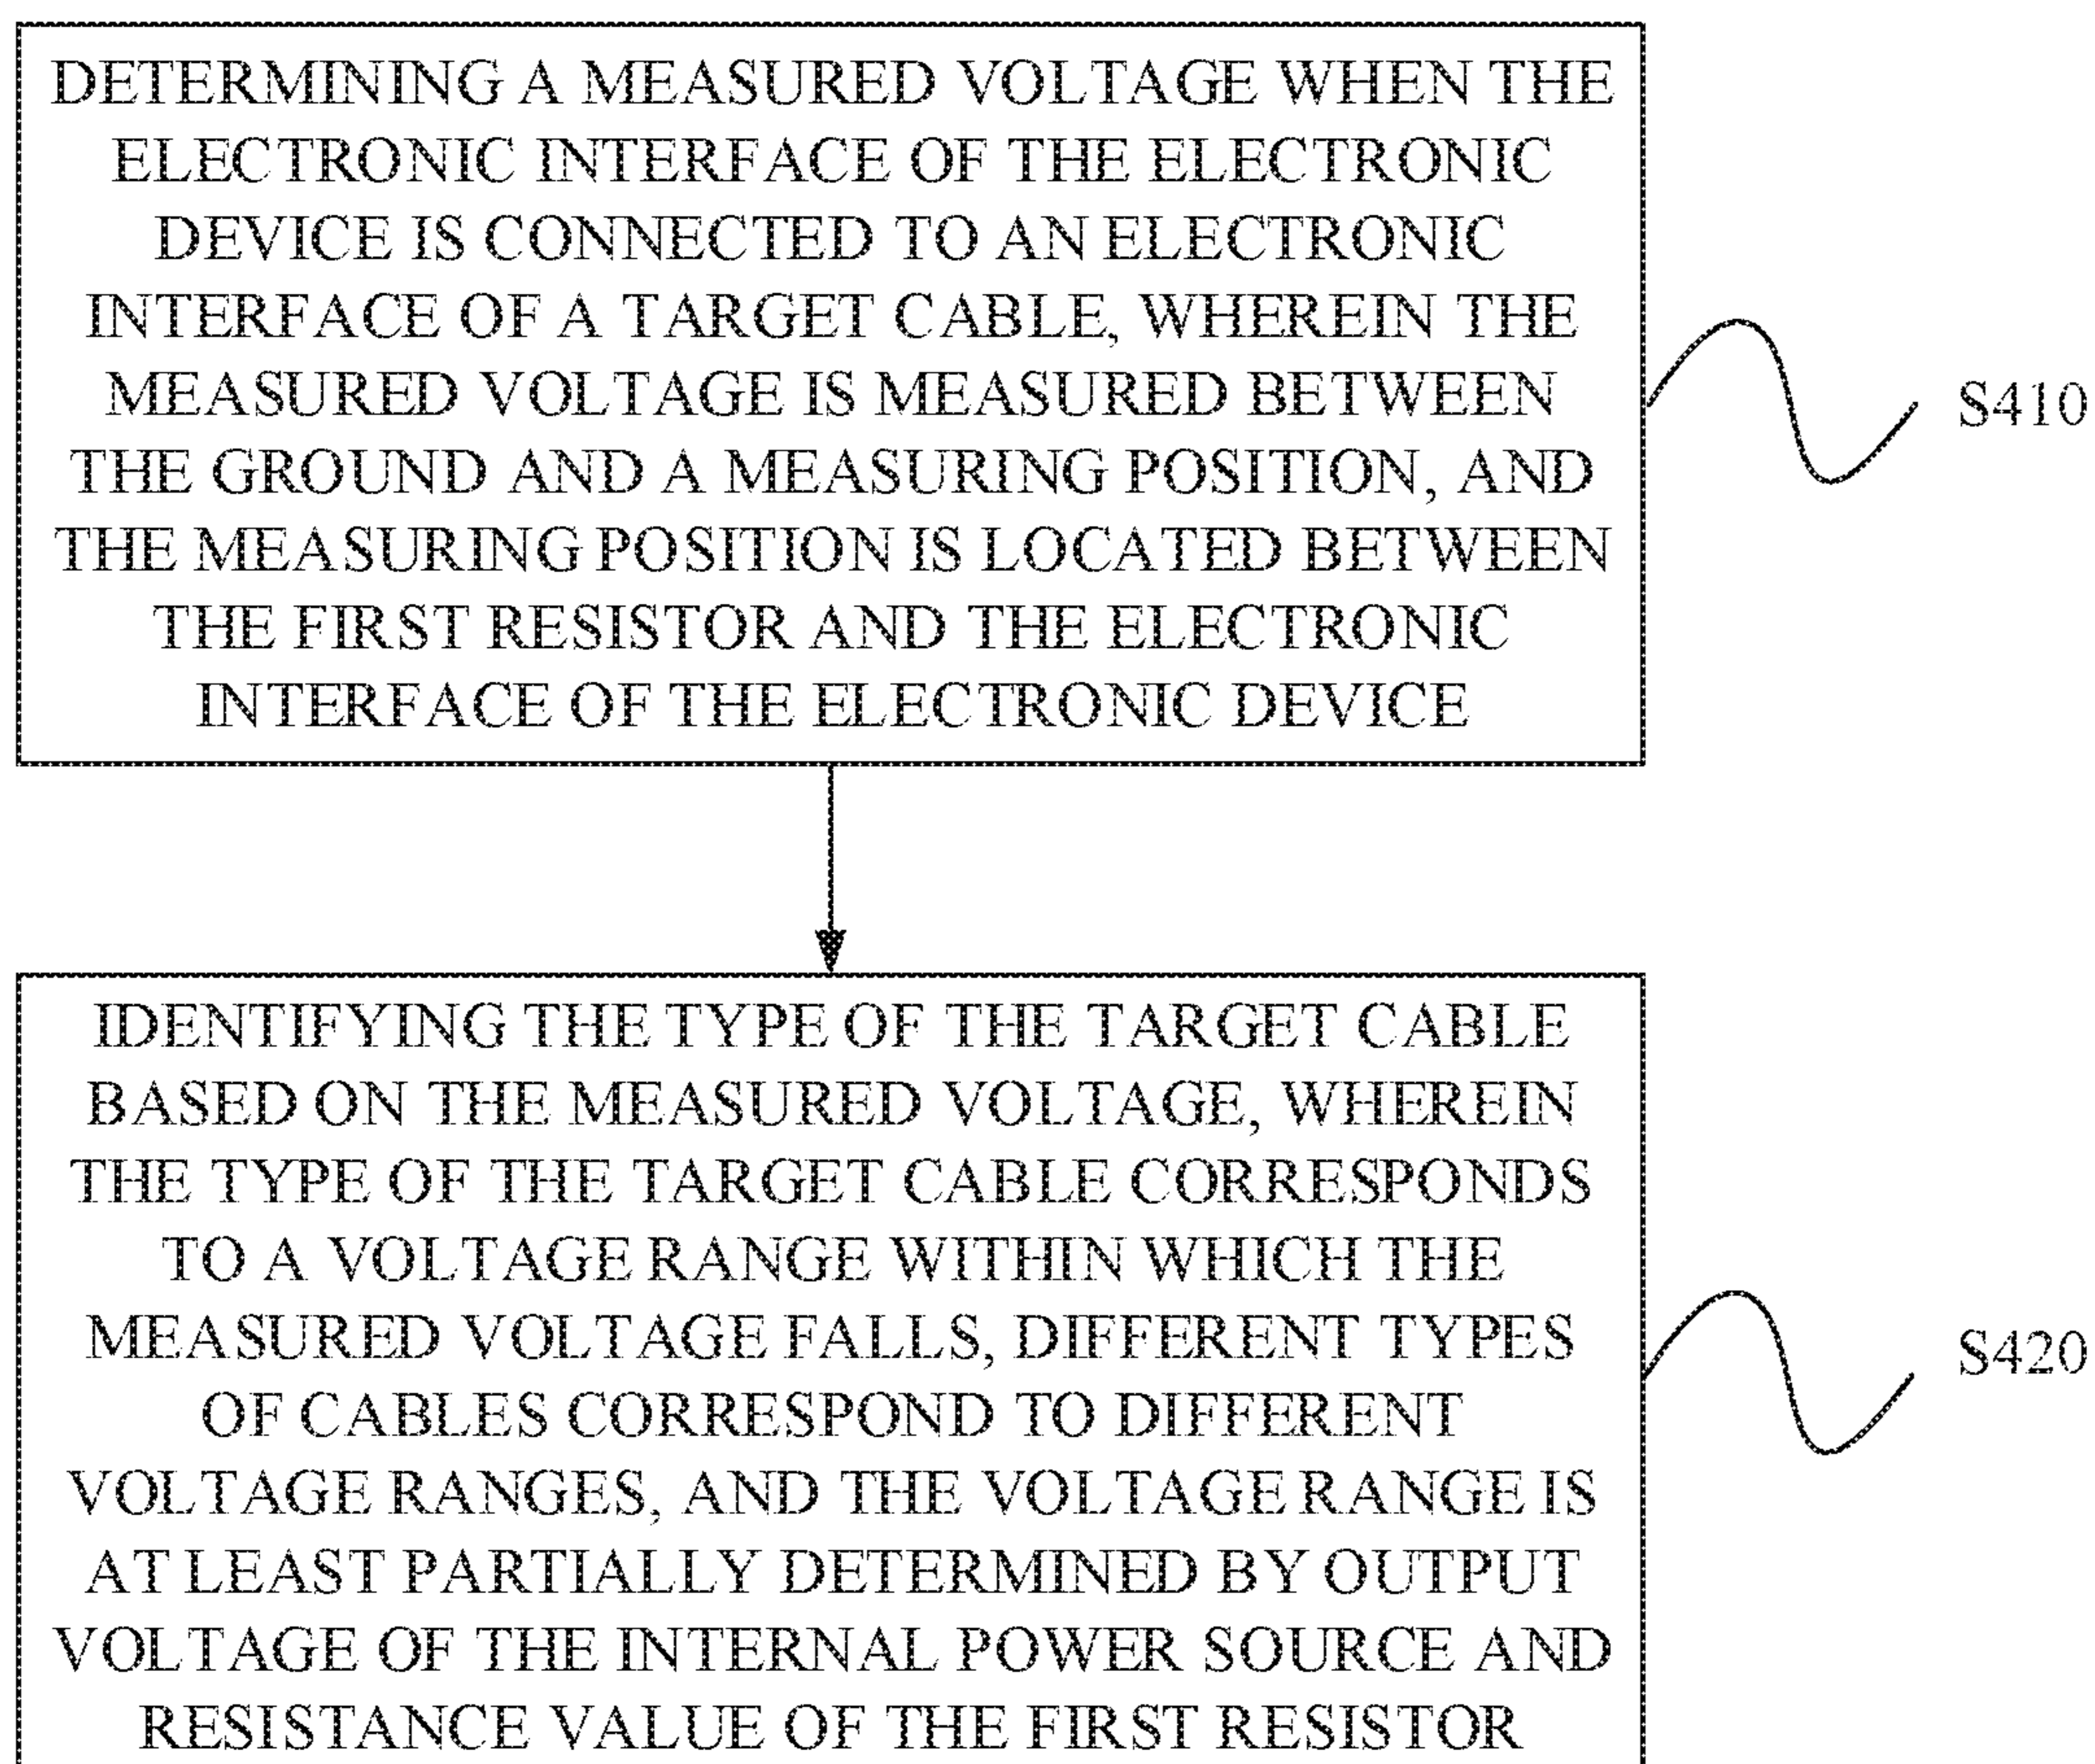 DETERMINING A MEASURED VOLTAGE WHEN THE
ELECTRONIC INTERFACE OF THE ELECTRONIC
DEVICE IS CONNECTED TO AN ELECTRONIC
INTERFACE OF A TARGET CABLE, WHEREIN THE
MEASURED VOLTAGE IS MEASURED BETWEEN
THE GROUND AND A MEASURING POSITION, AND
THE MEASURING POSITION IS LOCATED BETWEEN
THE FIRST RESISTOR AND THE ELECTRONIC
INTERFACE OF THE ELECTRONIC DEVICE
S410
IDENTIFYING THE TYPE OF THE TARGET CABLE
BASED ON THE MEASURED VOLTAGE, WHEREIN
THE TYPE OF THE TARGET CABLE CORRESPONDS
TO A VOLTAGE RANGE WITHIN WHICH THE
MEASURED VOLTAGE FALLS, DIFFERENT TYPES
OF CABLES CORRESPOND TO DIFFERENT
VOLTAGE RANGES, AND THE VOLTAGE RANGE IS
AT LEAST PARTIALLY DETERMINED BY OUTPUT
VOLTAGE OF THE INTERNAL POWER SOURCE AND
RESISTANCE VALUE OF THE FIRST RESISTOR
S420